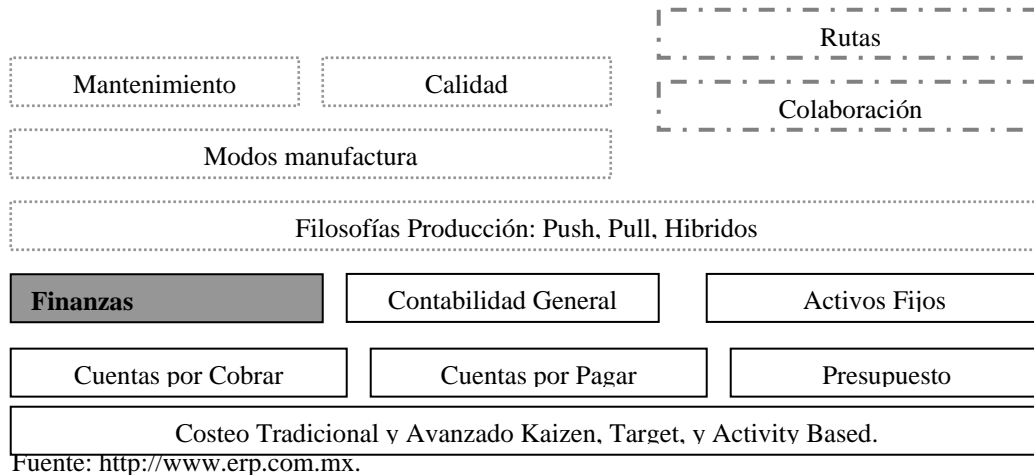 Rutas
Mantenimiento
Calidad
Colaboración
Modos manufactura
Filosofías Producción: Push, Pull, Hibridos
Finanzas
Contabilidad General
Activos Fijos
Cuentas por Cobrar
Cuentas por Pagar
Presupuesto
Costeo Tradicional y Avanzado Kaizen, Target, y Activity Based.
Fuente: http://www.erp.com.mx.